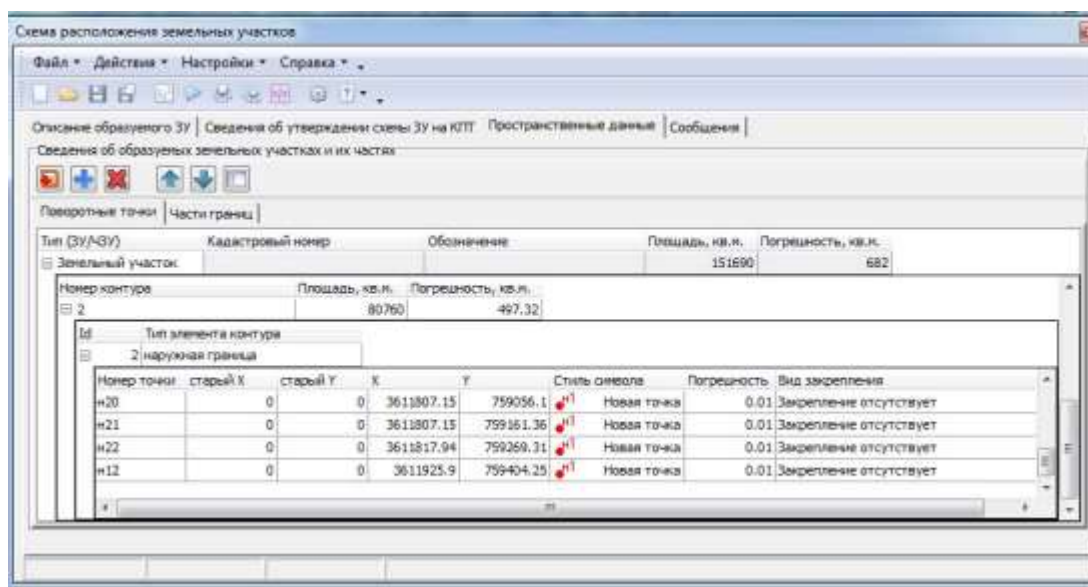 Схема расположения земельных участков
Файл Действия Настройки Справка
Описание образуемого ЗУ Сведения об утверждении схемы ЗУ на КПТ Пространственные данные Сообщения
Сведения об образуемых земельных участках и их частях
Поворотные точки Части границ
Тип (ЗУ/ЧЗУ) Кадастровый номер Обозначение Площадь, кв.м. Погрешность, кв.м.
Земельный участок 151690 682
Номер контура Площадь, кв.м. Погрешность, кв.м.
2 80760 497.32
Id Тип элемента контура
2 наружная граница
Номер точки старый X старый Y X Y Стиль символа Погрешность Вид закрепления
н20 0 0 3611807.15 759056.1 Новая точка 0.01 Закрепление отсутствует
н21 0 0 3611807.15 759161.36 Новая точка 0.01 Закрепление отсутствует
н22 0 0 3611817.94 759269.31 Новая точка 0.01 Закрепление отсутствует
н12 0 0 3611925.9 759404.25 Новая точка 0.01 Закрепление отсутствует